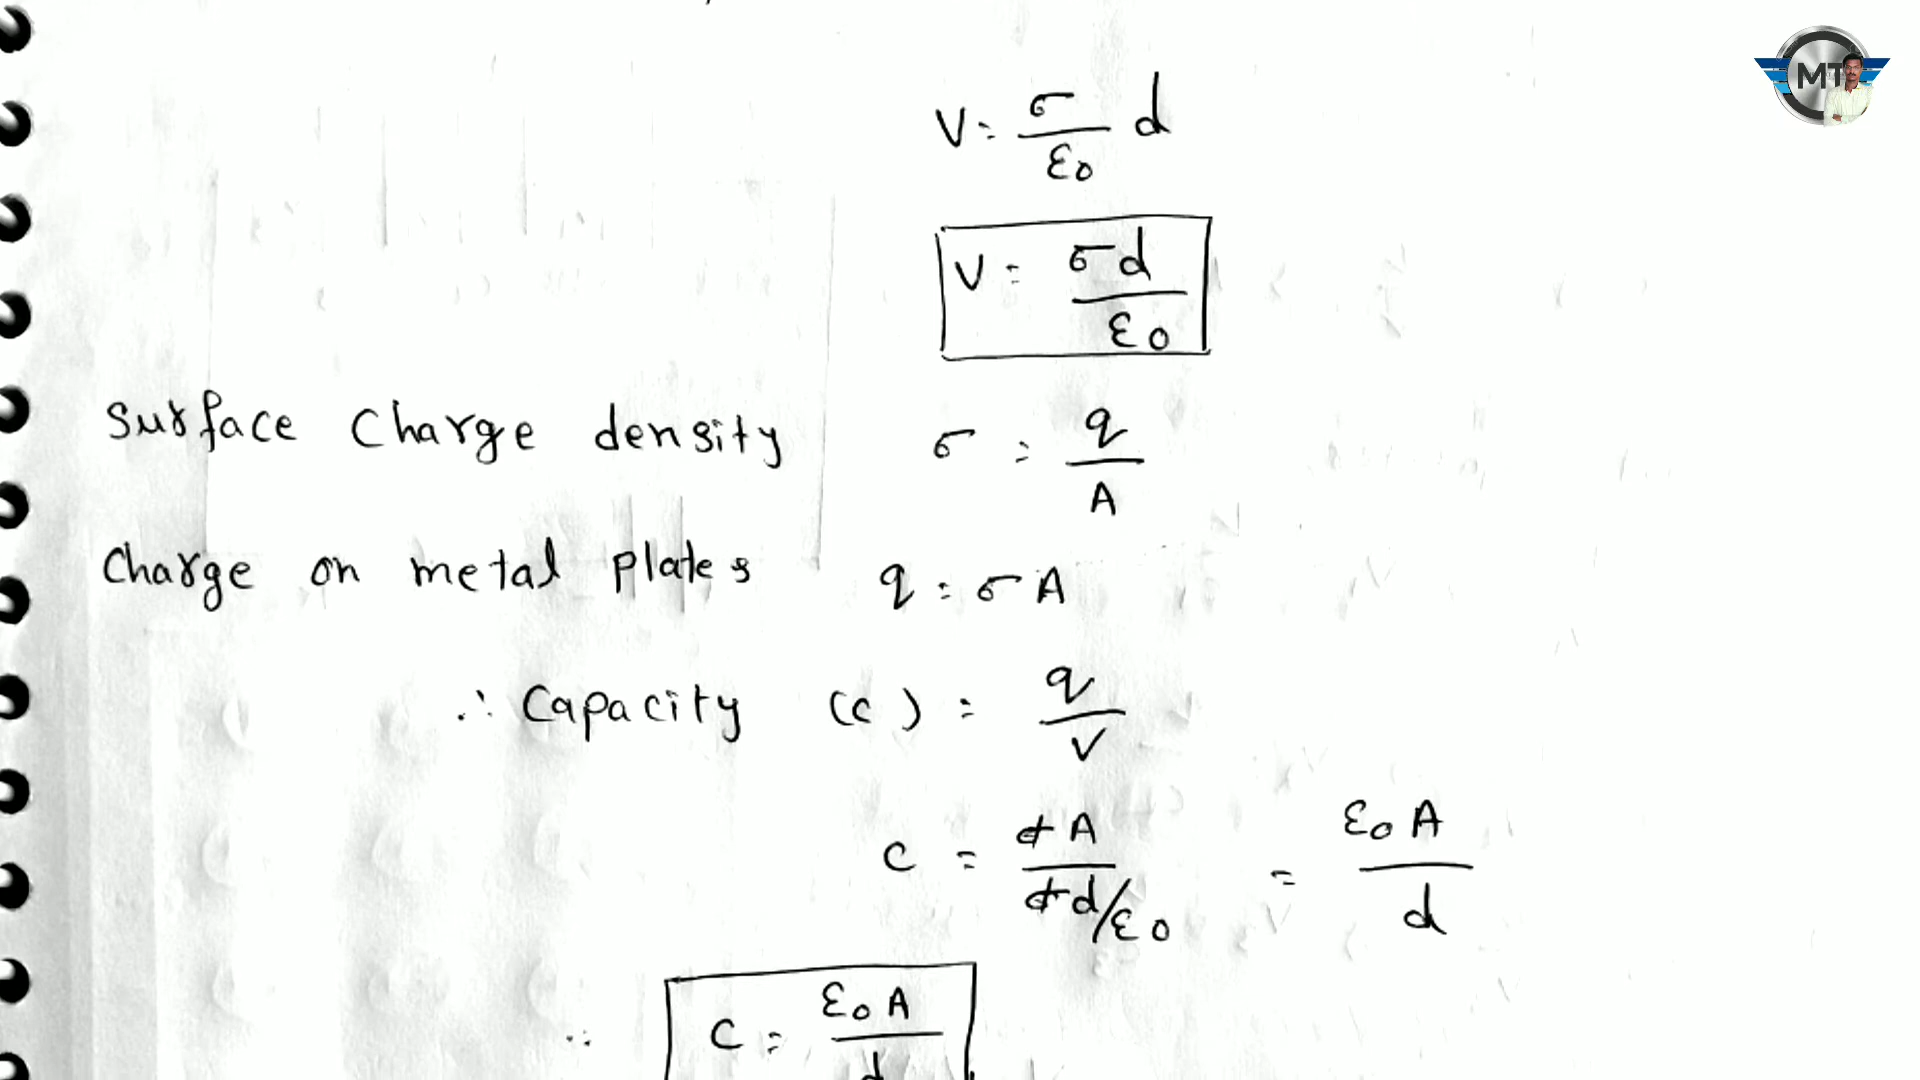 V = σ/ε0 d
V = σd/ε0
Surface Charge density σ = q/A
Charge on metal plates q = σA
∴ Capacity (C) = q/V
C = σA/σd/ε0 = ε0A/d
∴ C = ε0A/d
MT